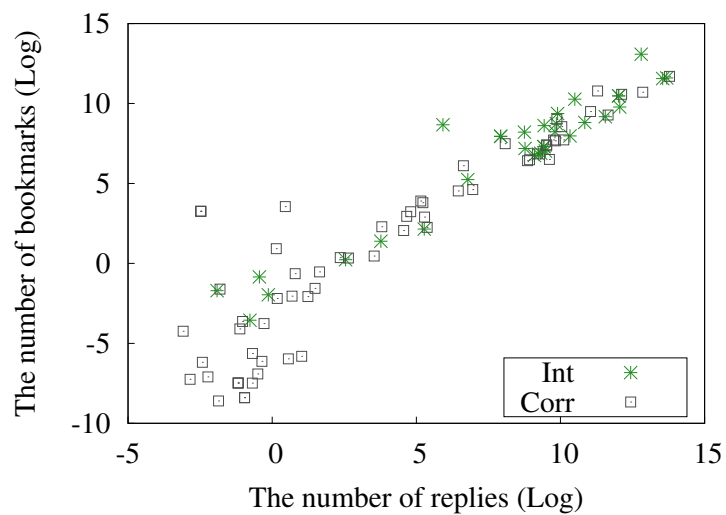 The number of bookmarks (Log)
15
10
5
0
-5
-10
-5
0
5
10
15
The number of replies (Log)
Int
Corr